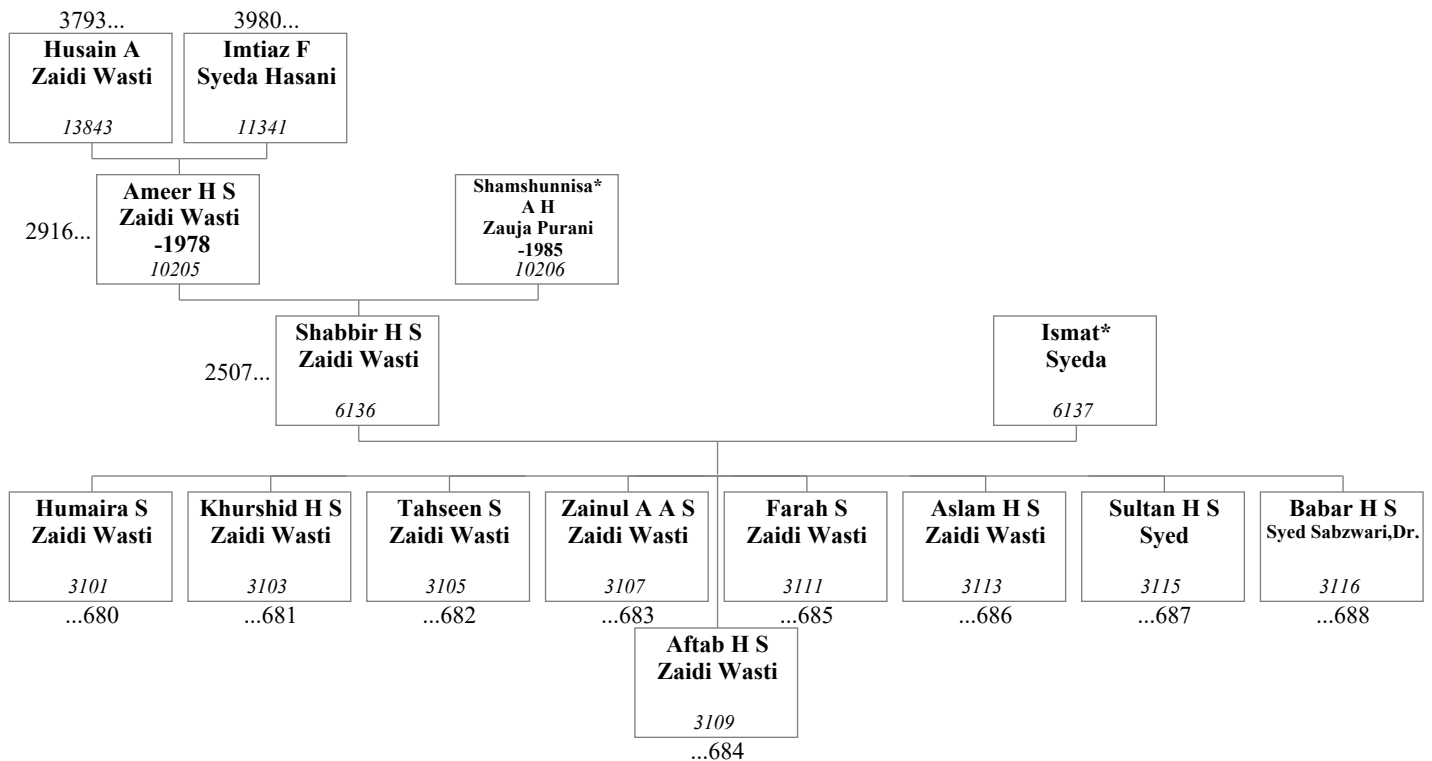 3793...
3980...
Husain A
Zaidi Wasti
13843
Imtiaz F
Syeda Hasani
11341
2916...
Ameer H S
Zaidi Wasti
-1978
10205
Shamshunnisa*
A H
Zauja Purani
-1985
10206
2507...
Shabbir H S
Zaidi Wasti
6136
Ismat*
Syeda
6137
Humaira S
Zaidi Wasti
3101
...680
Khurshid H S
Zaidi Wasti
3103
...681
Tahseen S
Zaidi Wasti
3105
...682
Zainul A A S
Zaidi Wasti
3107
...683
Farah S
Zaidi Wasti
3111
...685
Aslam H S
Zaidi Wasti
3113
...686
Sultan H S
Syed
3115
...687
Babar H S
Syed Sabzwari,Dr.
3116
...688
Aftab H S
Zaidi Wasti
3109
...684